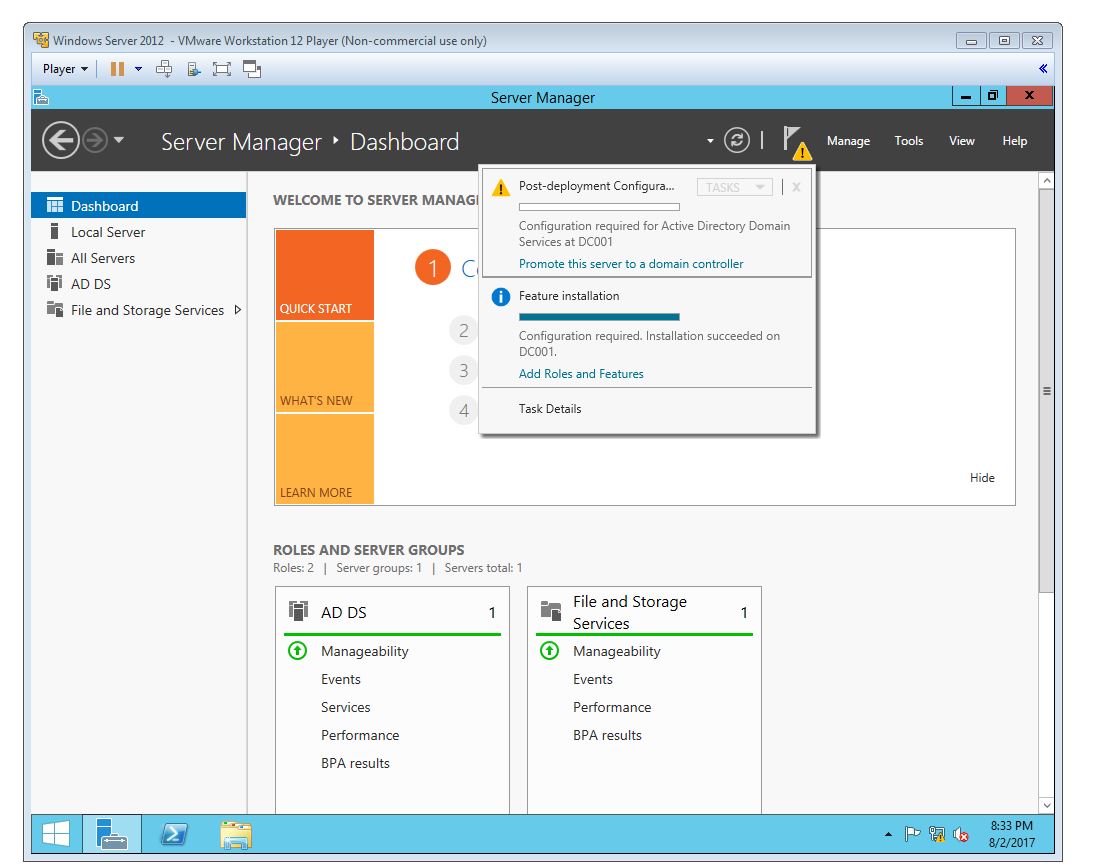 Windows Server 2012 - VMware Workstation 12 Player (Non-commercial use only)
Player
Server Manager
Server Manager Dashboard
Manage Tools View Help
Dashboard
Local Server
All Servers
AD DS
File and Storage Services
WELCOME TO SERVER MANAG
QUICK START
WHAT'S NEW
LEARN MORE
1 Co
2
3
4
Post-deployment Configura... TASKS X
Configuration required for Active Directory Domain
Services at DC001
Promote this server to a domain controller
Feature installation
Configuration required. Installation succeeded on
DC001.
Add Roles and Features
Task Details
Hide
ROLES AND SERVER GROUPS
Roles: 2 | Server groups: 1 | Servers total: 1
AD DS 1
Manageability
Events
Services
Performance
BPA results
File and Storage
Services 1
Manageability
Events
Performance
BPA results
8:33 PM
8/2/2017